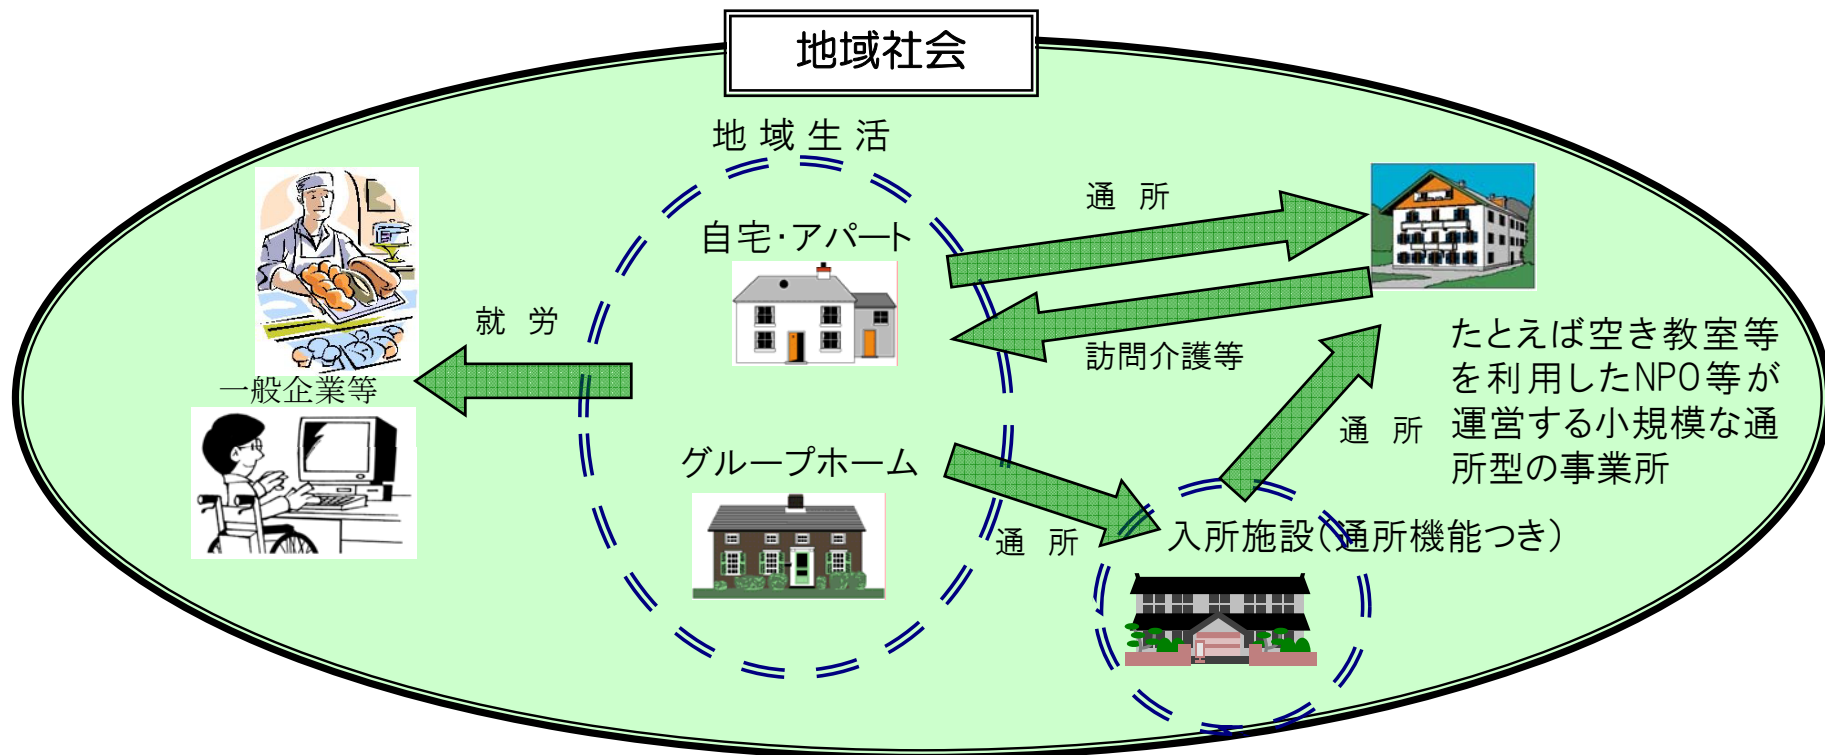 地域社会
地域生活
通所
自宅・アパート
就労
訪問介護等
一般企業等
たとえば空き教室等
を利用したNPO等が
運営する小規模な通
所型の事業所
通所
グループホーム
通所
入所施設（通所機能つき）